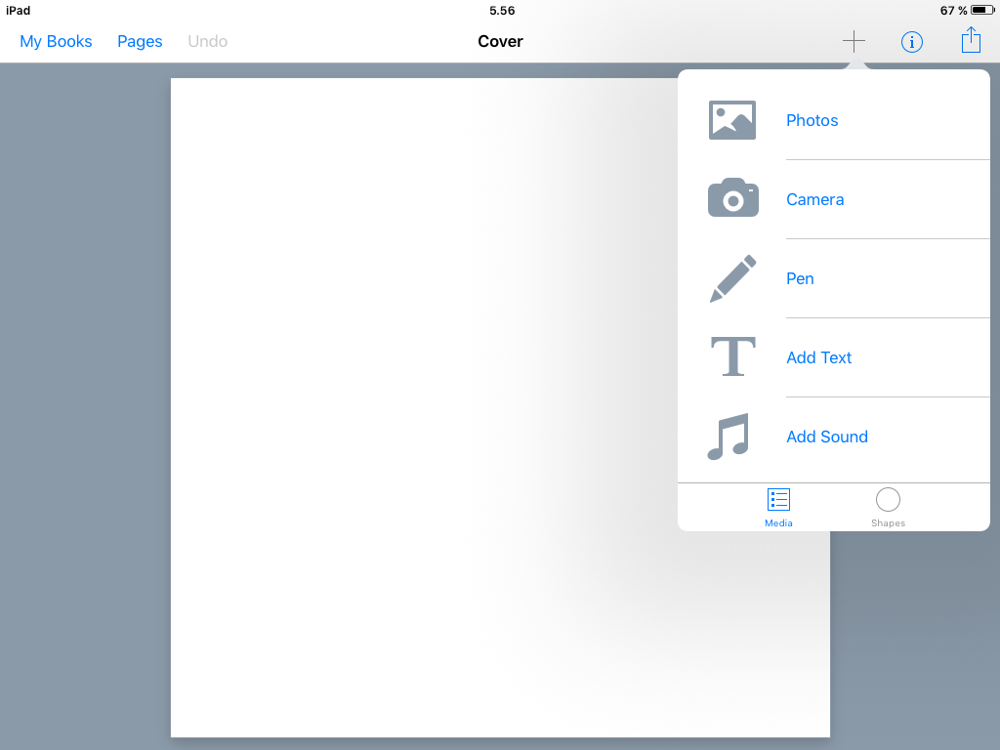 iPad 5.56 67 %
My Books Pages Undo Cover
Photos
Camera
Pen
Add Text
Add Sound
Media Shapes